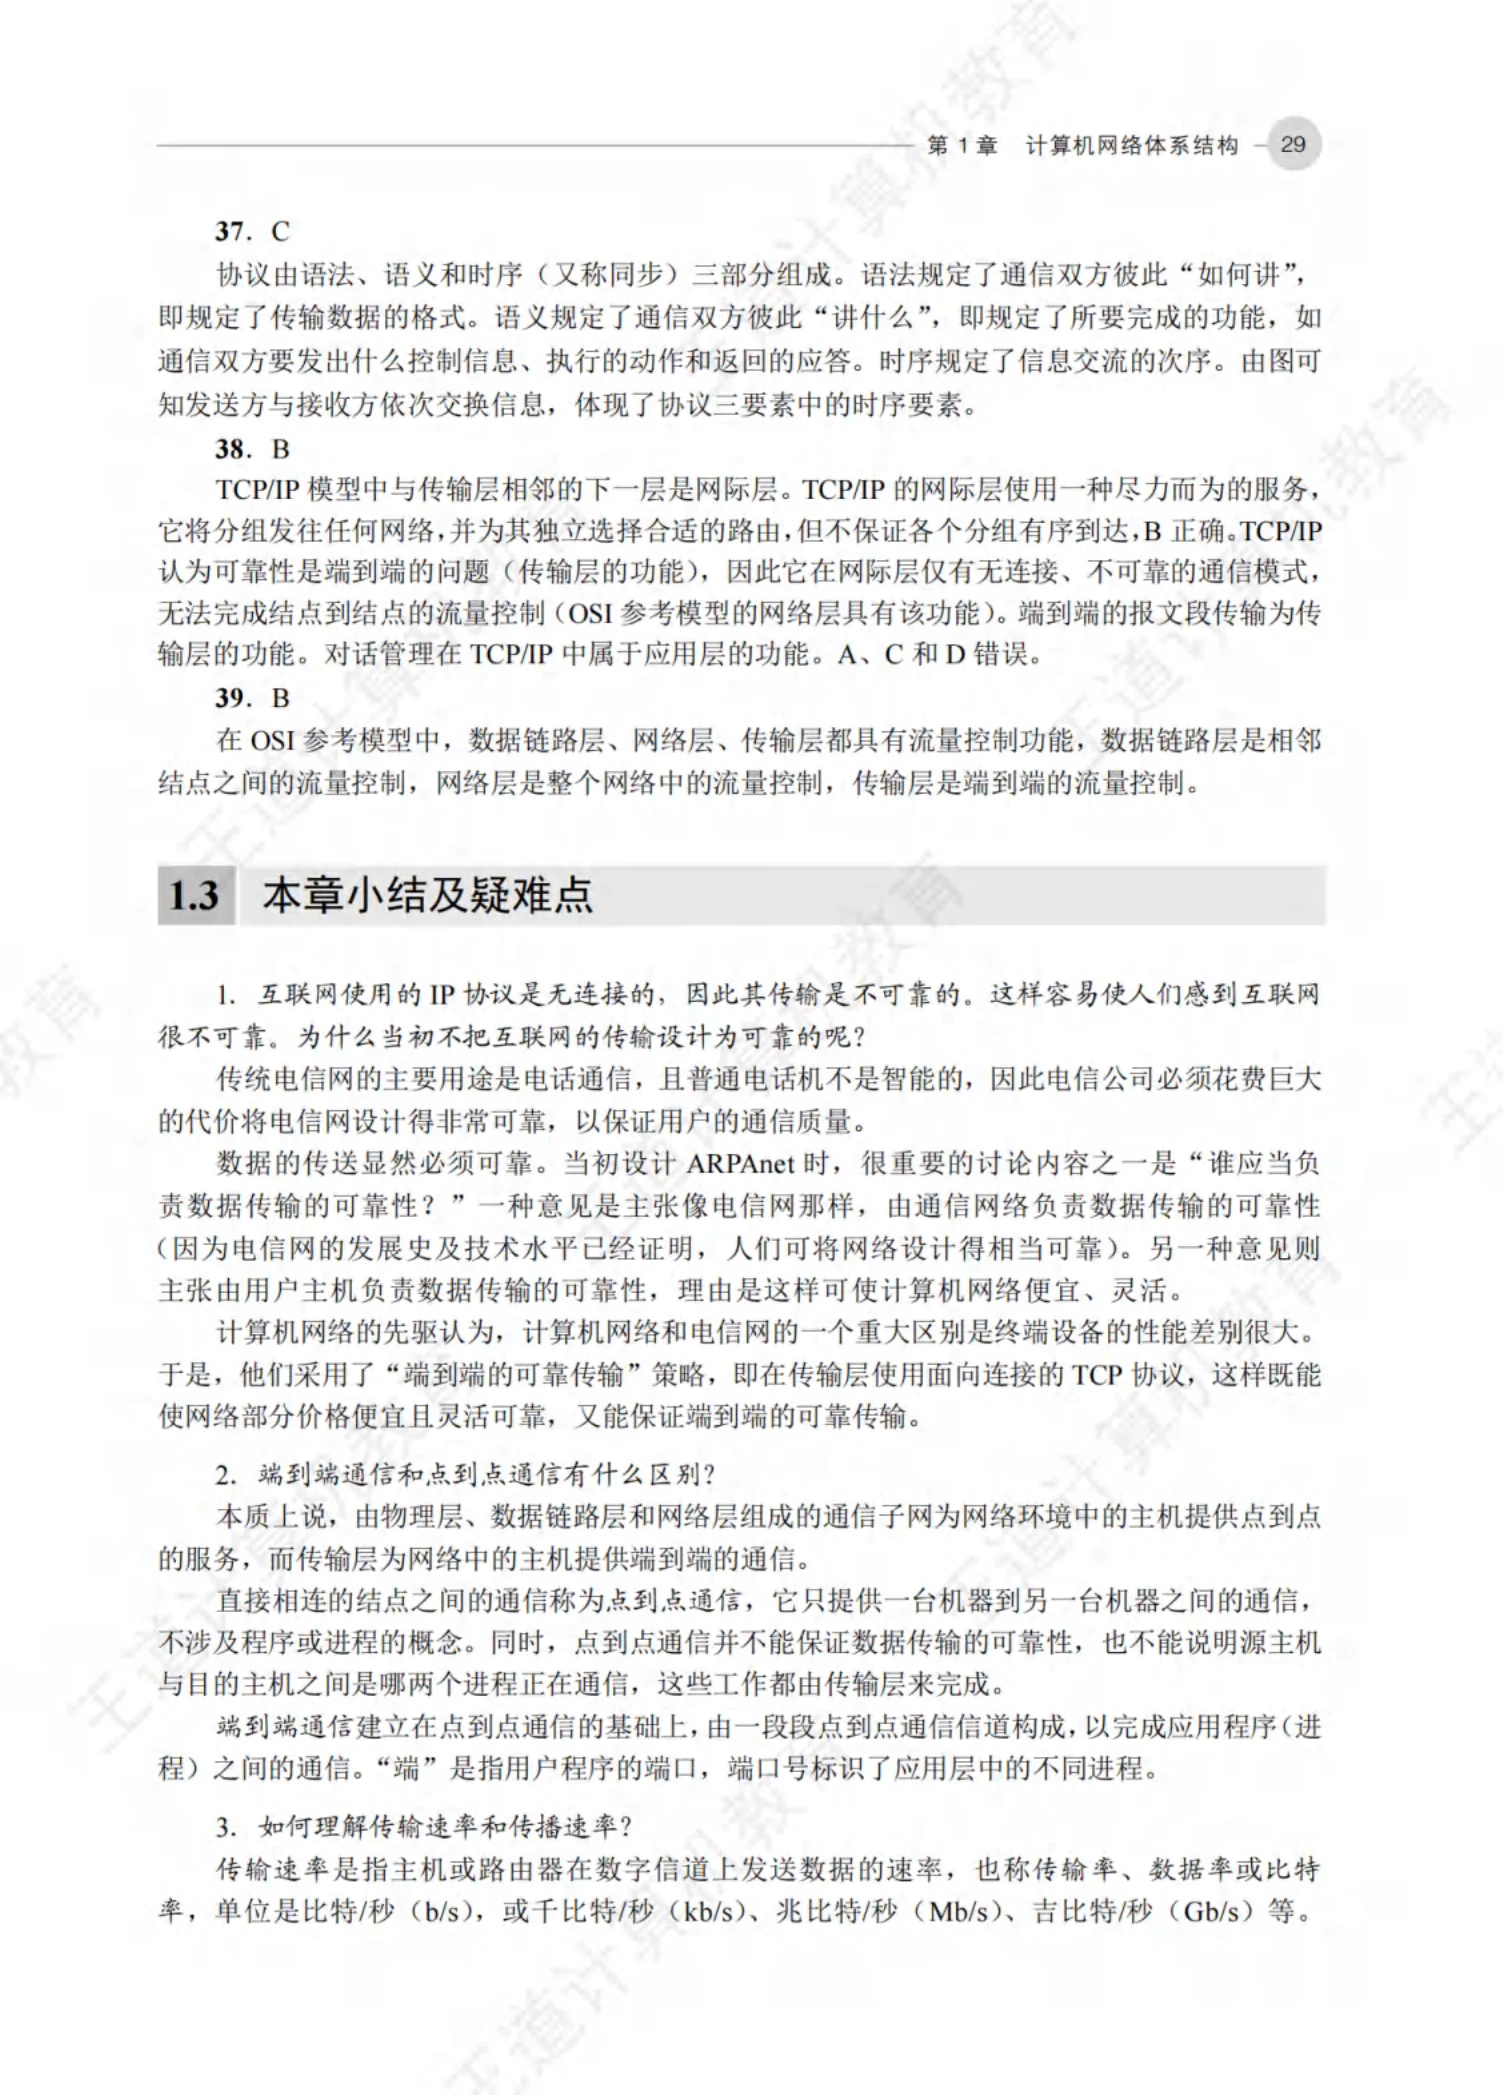 第 1 章 计算机网络体系结构 29
37. C
协议由语法、语义和时序（又称同步）三部分组成。语法规定了通信双方彼此“如何讲”，
即规定了传输数据的格式。语义规定了通信双方彼此“讲什么”，即规定了所要完成的功能，如
通信双方要发出什么控制信息、执行的动作和返回的应答。时序规定了信息交流的次序。由图可
知发送方与接收方依次交换信息，体现了协议三要素中的时序要素。
38. B
TCP/IP 模型中与传输层相邻的下一层是网际层。TCP/IP 的网际层使用一种尽力而为的服务，
它将分组发往任何网络，并为其独立选择合适的路由，但不保证各个分组有序到达，B 正确。TCP/IP
认为可靠性是端到端的问题（传输层的功能），因此它在网际层仅有无连接、不可靠的通信模式，
无法完成结点到结点的流量控制（OSI 参考模型的网络层具有该功能）。端到端的报文段传输为传
输层的功能。对话管理在 TCP/IP 中属于应用层的功能。A、C 和 D 错误。
39. B
在 OSI 参考模型中，数据链路层、网络层、传输层都具有流量控制功能，数据链路层是相邻
结点之间的流量控制，网络层是整个网络中的流量控制，传输层是端到端的流量控制。
1.3 本章小结及疑难点
1. 互联网使用的 IP 协议是无连接的，因此其传输是不可靠的。这样容易使人们感到互联网
很不可靠。为什么当初不把互联网的传输设计为可靠的呢？
传统电信网的主要用途是电话通信，且普通电话机不是智能的，因此电信公司必须花费巨大
的代价将电信网设计得非常可靠，以保证用户的通信质量。
数据的传送显然必须可靠。当初设计 ARPAnet 时，很重要的讨论内容之一是“谁应当负
责数据传输的可靠性？”一种意见是主张像电信网那样，由通信网络负责数据传输的可靠性
（因为电信网的发展史及技术水平已经证明，人们可将网络设计得相当可靠）。另一种意见则
主张由用户主机负责数据传输的可靠性，理由是这样可使计算机网络便宜、灵活。
计算机网络的先驱认为，计算机网络和电信网的一个重大区别是终端设备的性能差别很大。
于是，他们采用了“端到端的可靠传输”策略，即在传输层使用面向连接的 TCP 协议，这样既能
使网络部分价格便宜且灵活可靠，又能保证端到端的可靠传输。
2. 端到端通信和点到点通信有什么区别？
本质上说，由物理层、数据链路层和网络层组成的通信子网为网络环境中的主机提供点到点
的服务，而传输层为网络中的主机提供端到端的通信。
直接相连的结点之间的通信称为点到点通信，它只提供一台机器到另一台机器之间的通信，
不涉及程序或进程的概念。同时，点到点通信并不能保证数据传输的可靠性，也不能说明源主机
与目的主机之间是哪两个进程正在通信，这些工作都由传输层来完成。
端到端通信建立在点到点通信的基础上，由一段段点到点通信信道构成，以完成应用程序（进
程）之间的通信。“端”是指用户程序的端口，端口号标识了应用层中的不同进程。
3. 如何理解传输速率和传播速率？
传输速率是指主机或路由器在数字信道上发送数据的速率，也称传输率、数据率或比特
率，单位是比特/秒（b/s），或千比特/秒（kb/s）、兆比特/秒（Mb/s）、吉比特/秒（Gb/s）等。
王道计算机教育
王道计算机教育
王道计算机教育
王道计算机教育
王道计算机教育
王道计算机教育
王道计算机教育
教育
王道